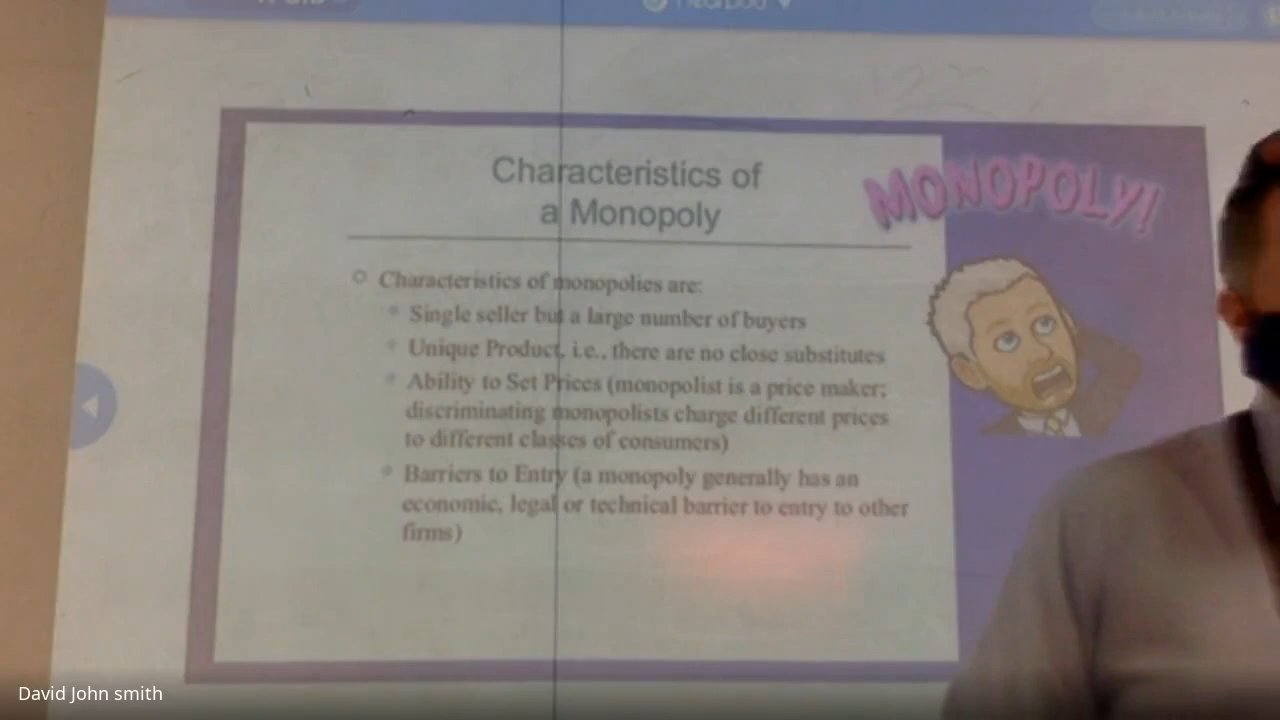 Characteristics of
a Monopoly
MONOPOLY!
Characteristics of monopolies are:
Single seller but a large number of buyers
Unique Product, i.e., there are no close substitutes
Ability to Set Prices (monopolist is a price maker;
discriminating monopolists charge different prices
to different classes of consumers)
Barriers to Entry (a monopoly generally has an
economic, legal or technical barrier to entry to other
firms)
David John smith